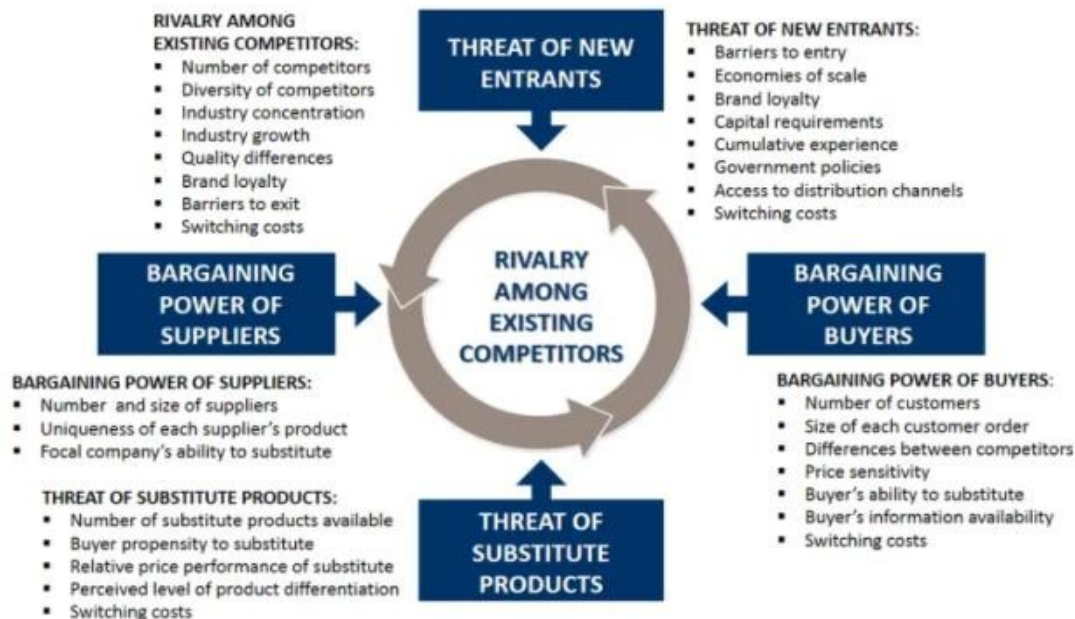 RIVALRY AMONG
EXISTING COMPETITORS:
▪ Number of competitors
▪ Diversity of competitors
▪ Industry concentration
▪ Industry growth
▪ Quality differences
▪ Brand loyalty
▪ Barriers to exit
▪ Switching costs
THREAT OF NEW
ENTRANTS
THREAT OF NEW ENTRANTS:
▪ Barriers to entry
▪ Economies of scale
▪ Brand loyalty
▪ Capital requirements
▪ Cumulative experience
▪ Government policies
▪ Access to distribution channels
▪ Switching costs
BARGAINING
POWER OF
SUPPLIERS
RIVALRY
AMONG
EXISTING
COMPETITORS
BARGAINING
POWER OF
BUYERS
BARGAINING POWER OF SUPPLIERS:
▪ Number and size of suppliers
▪ Uniqueness of each supplier's product
▪ Focal company's ability to substitute
BARGAINING POWER OF BUYERS:
▪ Number of customers
▪ Size of each customer order
▪ Differences between competitors
▪ Price sensitivity
▪ Buyer's ability to substitute
▪ Buyer's information availability
▪ Switching costs
THREAT OF SUBSTITUTE PRODUCTS:
▪ Number of substitute products available
▪ Buyer propensity to substitute
▪ Relative price performance of substitute
▪ Perceived level of product differentiation
▪ Switching costs
THREAT OF
SUBSTITUTE
PRODUCTS